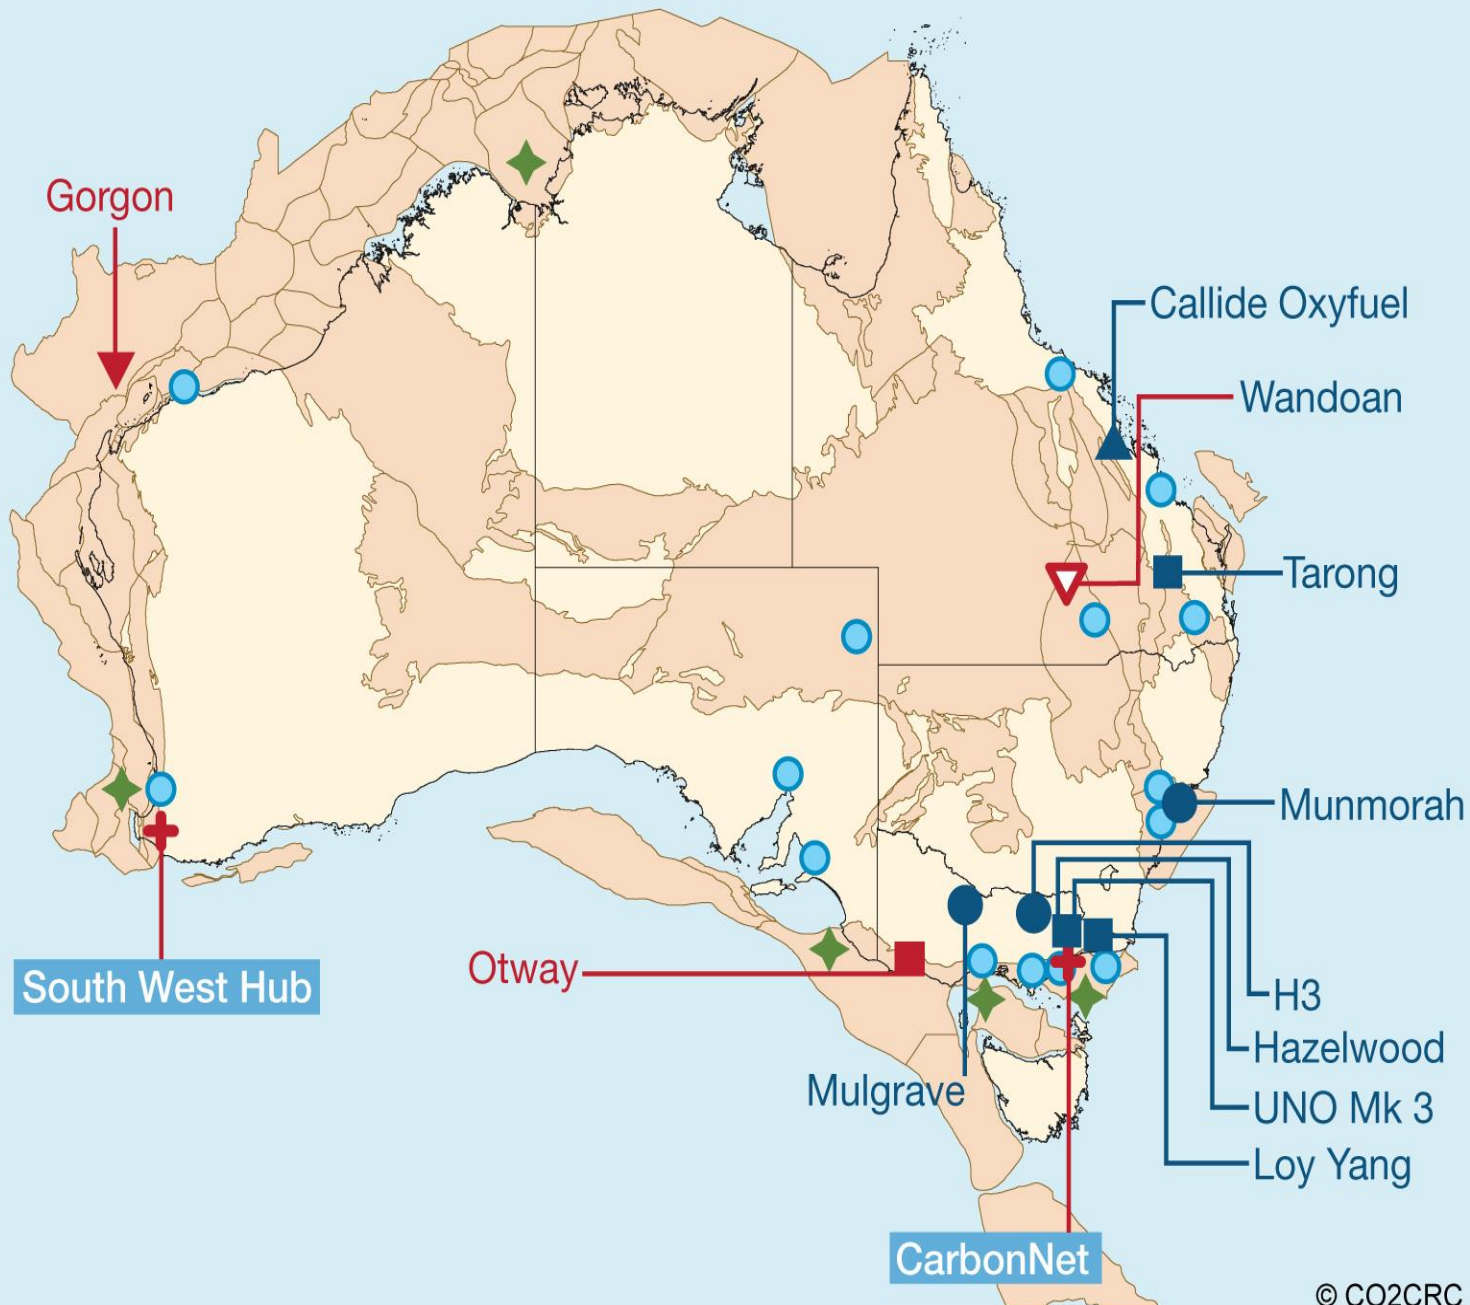 Gorgon
Callide Oxyfuel
Wandoan
Tarong
Munmorah
South West Hub
Otway
H3
Hazelwood
Mulgrave
UNO Mk 3
Loy Yang
CarbonNet
© CO2CRC